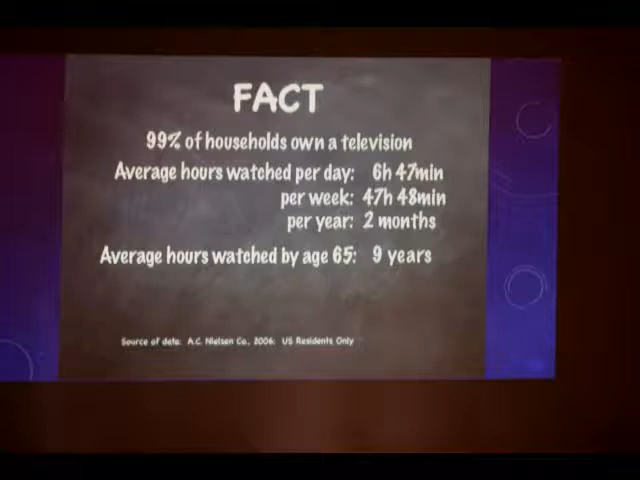 FACT
99% of households own a television
Average hours watched per day: 6h 47min
per week: 47h 48min
per year: 2 months
Average hours watched by age 65: 9 years
Source of data: A.C. Nielsen Co., 2006: US Residents Only